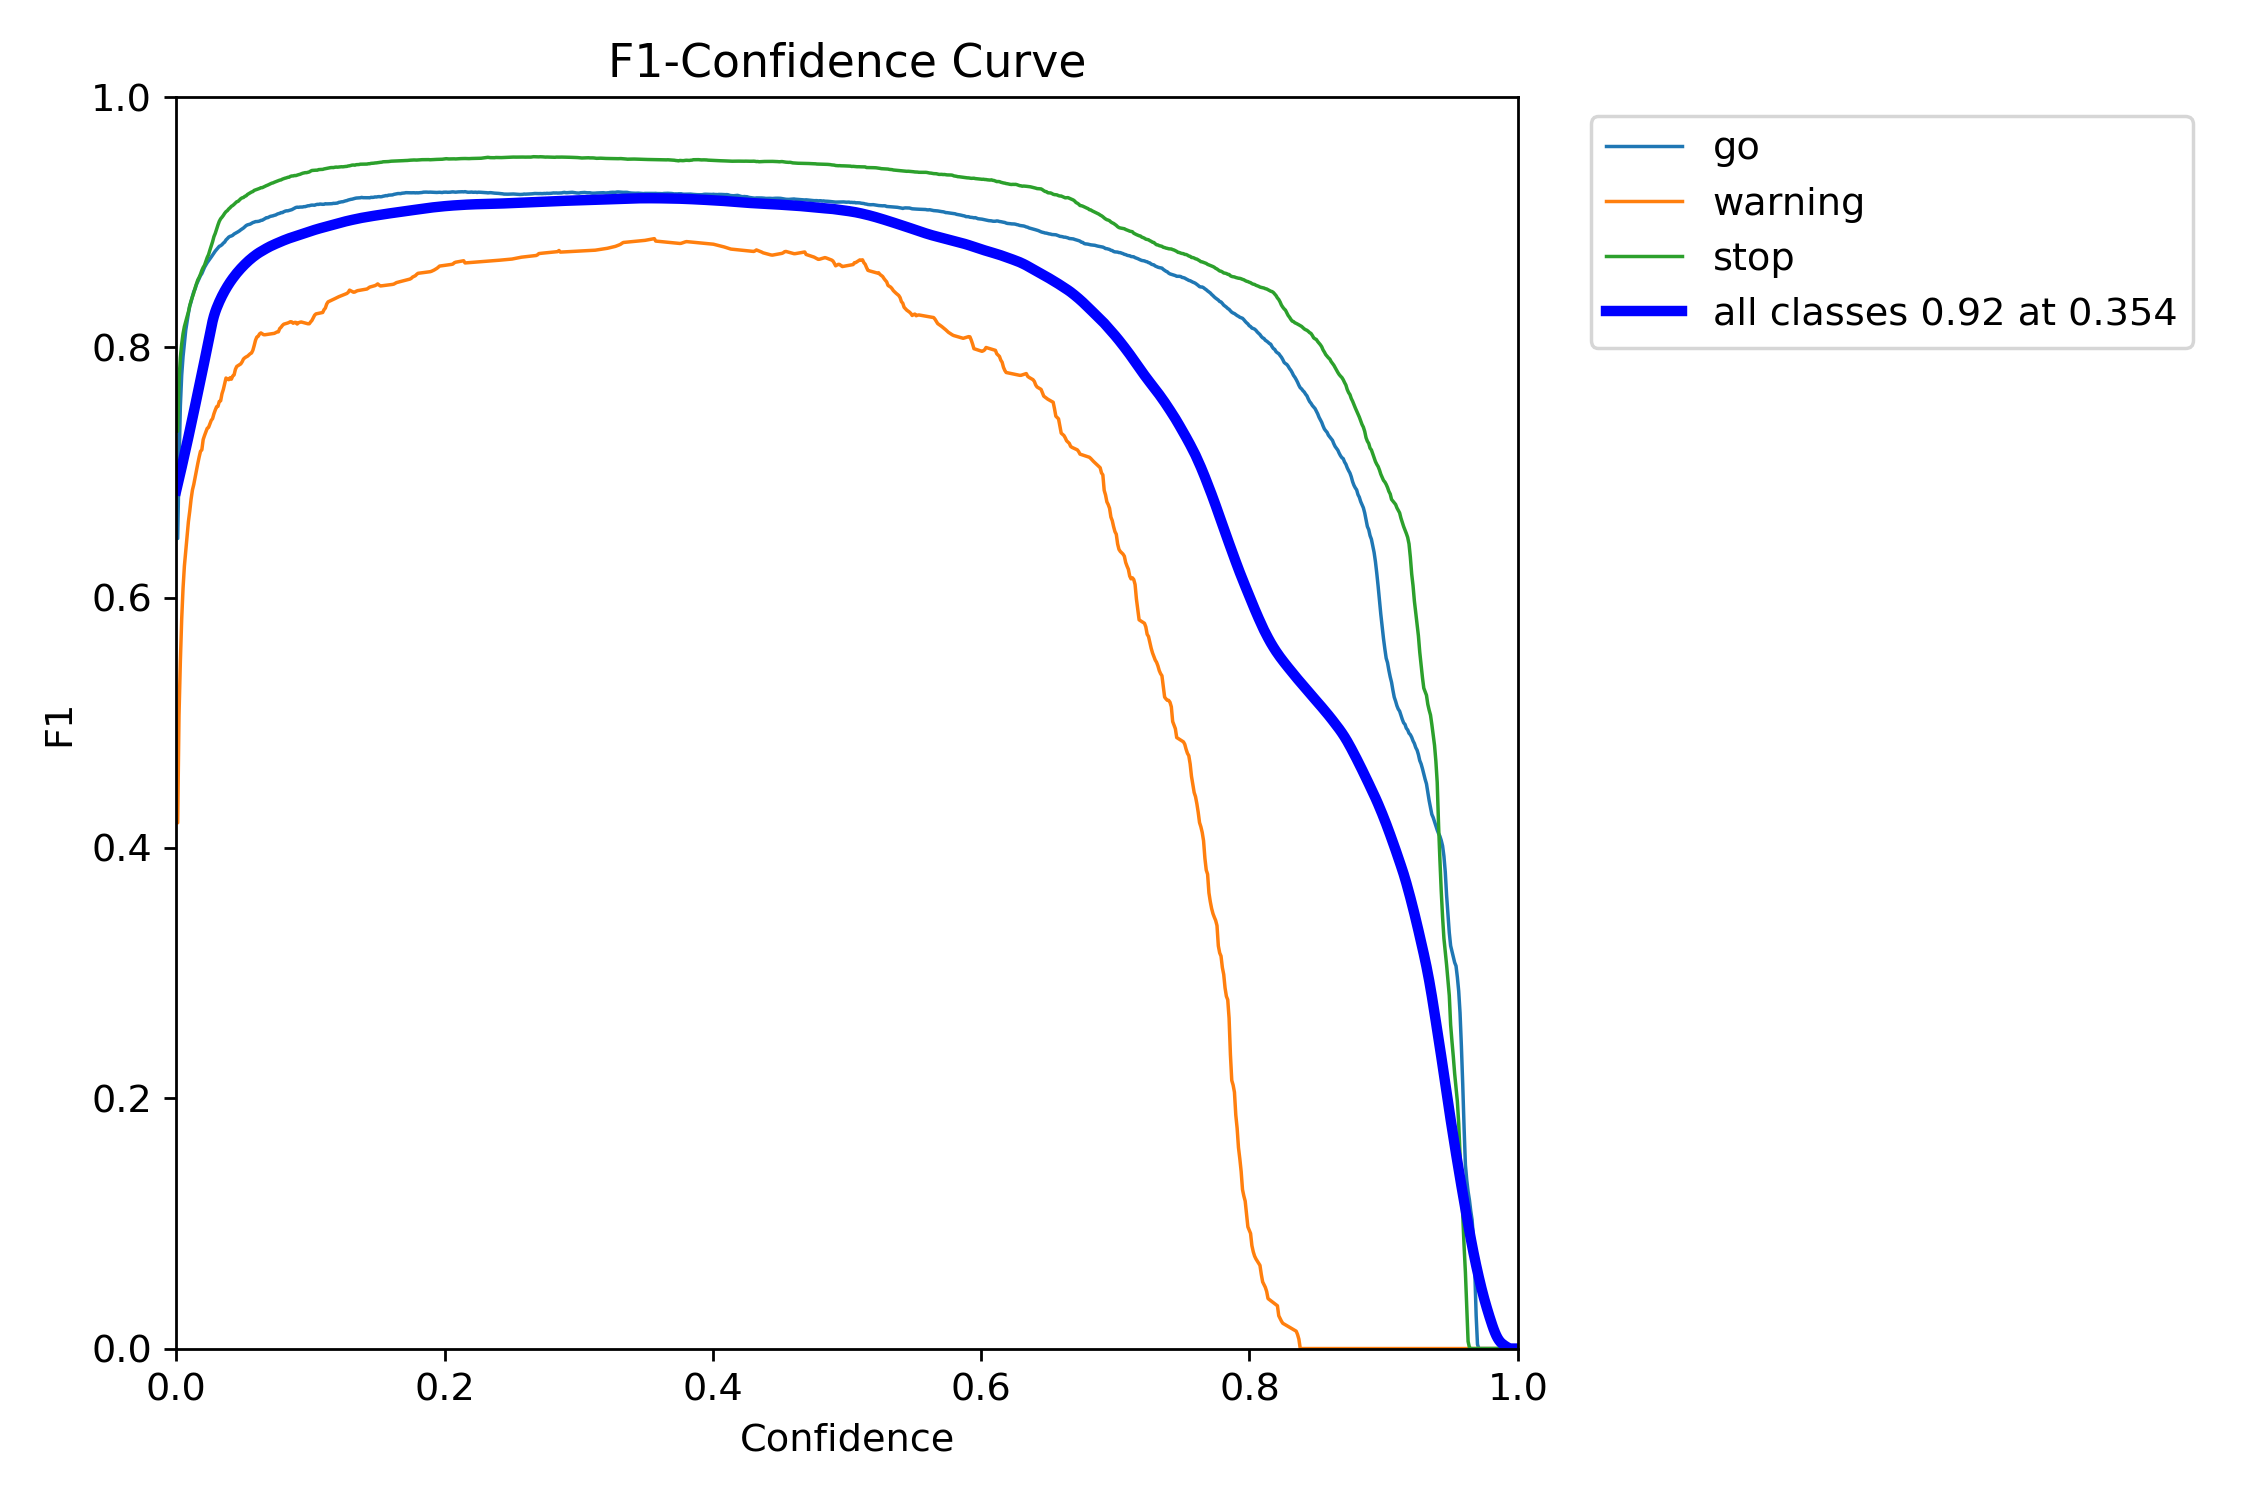 F1-Confidence Curve
1.0
0.8
0.6
0.4
0.2
0.0
F1
0.0 0.2 0.4 0.6 0.8 1.0
Confidence
go
warning
stop
all classes 0.92 at 0.354